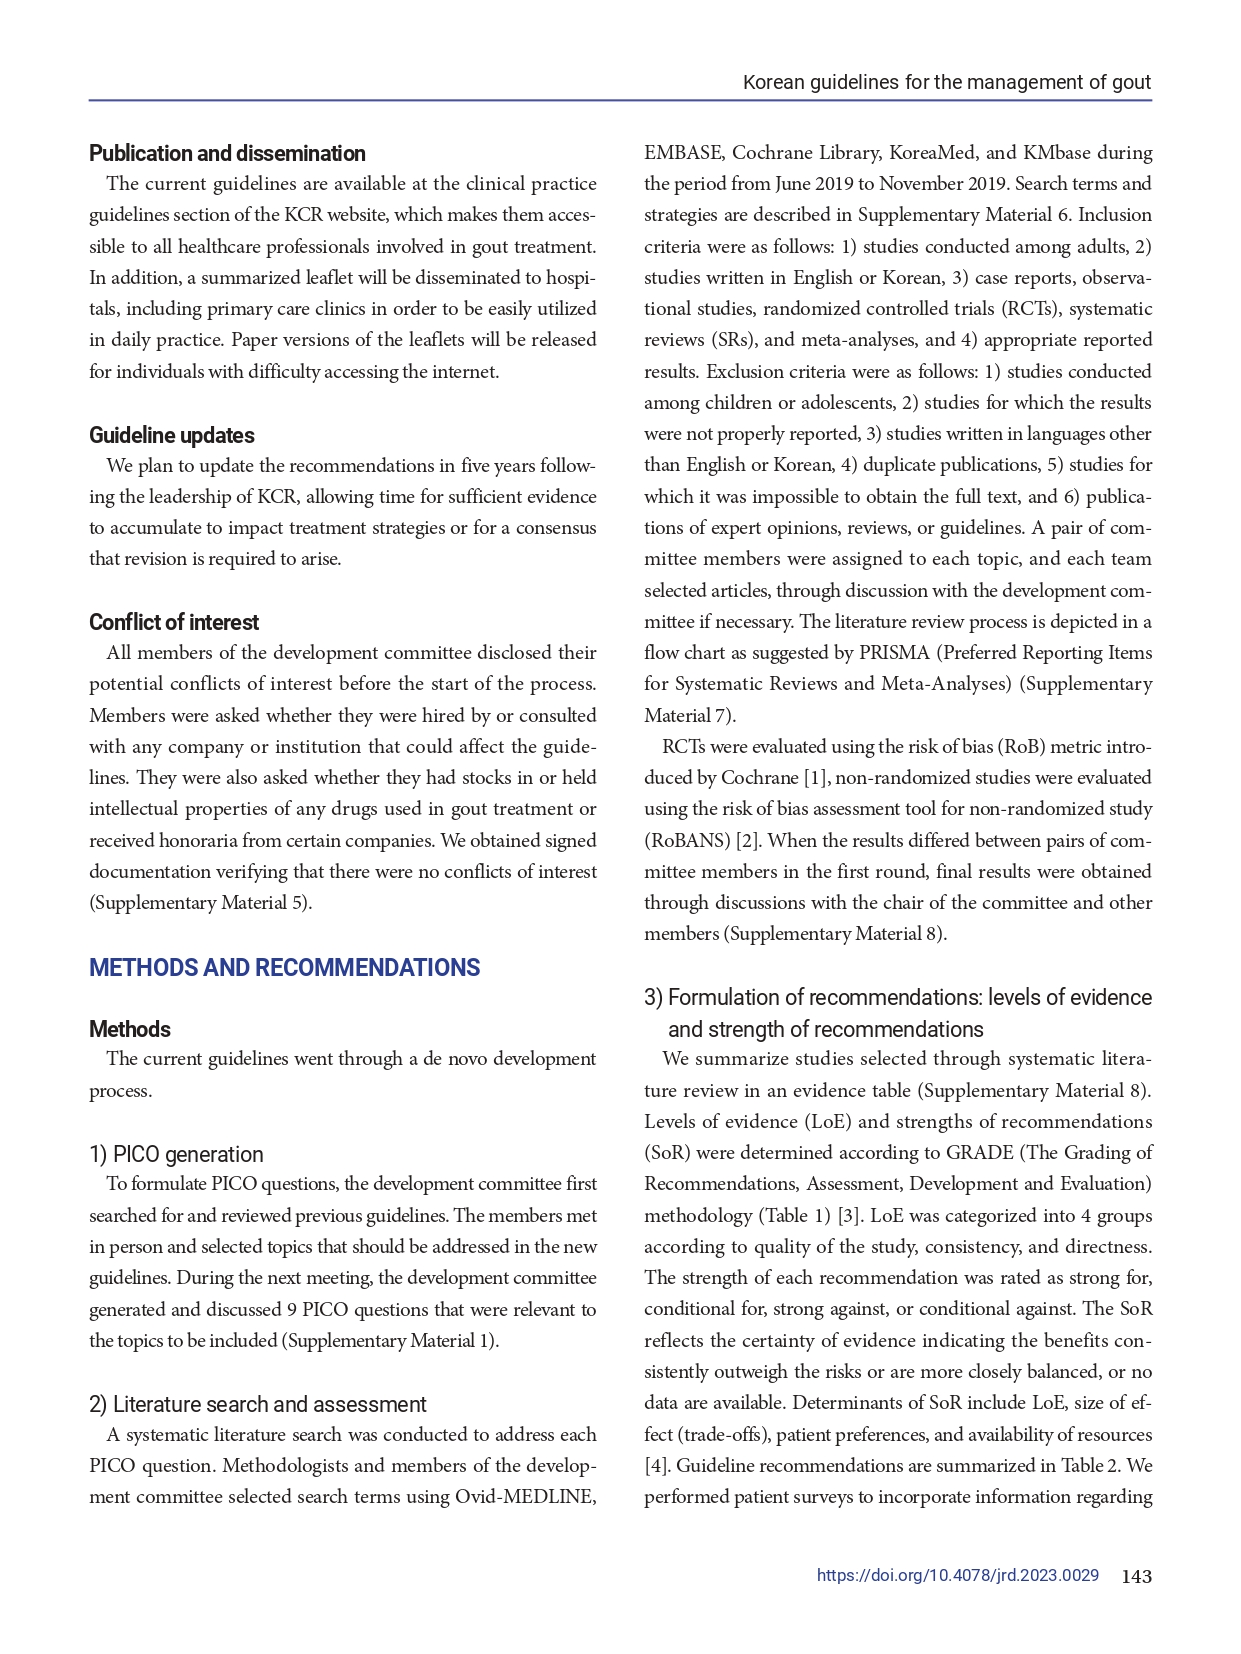 Korean guidelines for the management of gout
Publication and dissemination
The current guidelines are available at the clinical practice
guidelines section of the KCR website, which makes them acces-
sible to all healthcare professionals involved in gout treatment.
In addition, a summarized leaflet will be disseminated to hospi-
tals, including primary care clinics in order to be easily utilized
in daily practice. Paper versions of the leaflets will be released
for individuals with difficulty accessing the internet.
Guideline updates
We plan to update the recommendations in five years follow-
ing the leadership of KCR, allowing time for sufficient evidence
to accumulate to impact treatment strategies or for a consensus
that revision is required to arise.
Conflict of interest
All members of the development committee disclosed their
potential conflicts of interest before the start of the process.
Members were asked whether they were hired by or consulted
with any company or institution that could affect the guide-
lines. They were also asked whether they had stocks in or held
intellectual properties of any drugs used in gout treatment or
received honoraria from certain companies. We obtained signed
documentation verifying that there were no conflicts of interest
(Supplementary Material 5).
METHODS AND RECOMMENDATIONS
Methods
The current guidelines went through a de novo development
process.
1) PICO generation
To formulate PICO questions, the development committee first
searched for and reviewed previous guidelines. The members met
in person and selected topics that should be addressed in the new
guidelines. During the next meeting, the development committee
generated and discussed 9 PICO questions that were relevant to
the topics to be included (Supplementary Material 1).
2) Literature search and assessment
A systematic literature search was conducted to address each
PICO question. Methodologists and members of the develop-
ment committee selected search terms using Ovid-MEDLINE,
EMBASE, Cochrane Library, KoreaMed, and KMbase during
the period from June 2019 to November 2019. Search terms and
strategies are described in Supplementary Material 6. Inclusion
criteria were as follows: 1) studies conducted among adults, 2)
studies written in English or Korean, 3) case reports, observa-
tional studies, randomized controlled trials (RCTs), systematic
reviews (SRs), and meta-analyses, and 4) appropriate reported
results. Exclusion criteria were as follows: 1) studies conducted
among children or adolescents, 2) studies for which the results
were not properly reported, 3) studies written in languages other
than English or Korean, 4) duplicate publications, 5) studies for
which it was impossible to obtain the full text, and 6) publica-
tions of expert opinions, reviews, or guidelines. A pair of com-
mittee members were assigned to each topic, and each team
selected articles, through discussion with the development com-
mittee if necessary. The literature review process is depicted in a
flow chart as suggested by PRISMA (Preferred Reporting Items
for Systematic Reviews and Meta-Analyses) (Supplementary
Material 7).
RCTs were evaluated using the risk of bias (RoB) metric intro-
duced by Cochrane [1], non-randomized studies were evaluated
using the risk of bias assessment tool for non-randomized study
(RoBANS) [2]. When the results differed between pairs of com-
mittee members in the first round, final results were obtained
through discussions with the chair of the committee and other
members (Supplementary Material 8).
3) Formulation of recommendations: levels of evidence
and strength of recommendations
We summarize studies selected through systematic litera-
ture review in an evidence table (Supplementary Material 8).
Levels of evidence (LoE) and strengths of recommendations
(SoR) were determined according to GRADE (The Grading of
Recommendations, Assessment, Development and Evaluation)
methodology (Table 1) [3]. LoE was categorized into 4 groups
according to quality of the study, consistency, and directness.
The strength of each recommendation was rated as strong for,
conditional for, strong against, or conditional against. The SoR
reflects the certainty of evidence indicating the benefits con-
sistently outweigh the risks or are more closely balanced, or no
data are available. Determinants of SoR include LoE, size of ef-
fect (trade-offs), patient preferences, and availability of resources
[4]. Guideline recommendations are summarized in Table 2. We
performed patient surveys to incorporate information regarding
https://doi.org/10.4078/jrd.2023.0029 143